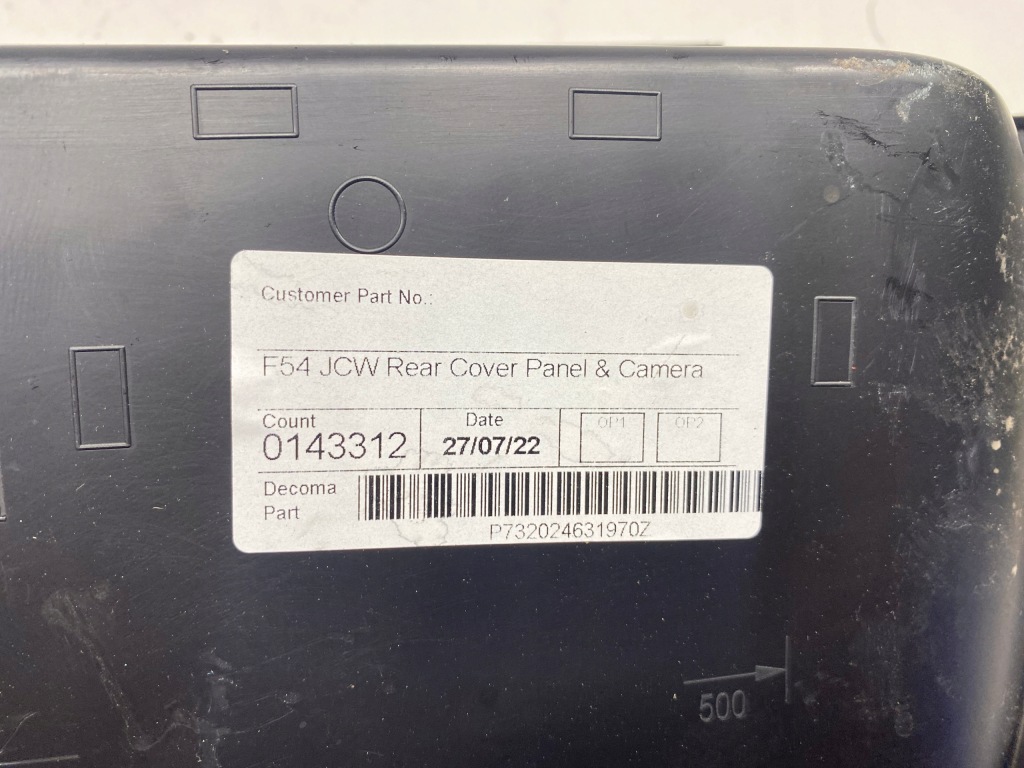 Customer Part No.:
F54 JCW Rear Cover Panel & Camera
Count Date OP1 OP2
0143312 27/07/22
Decoma
Part
P732024631970Z
500